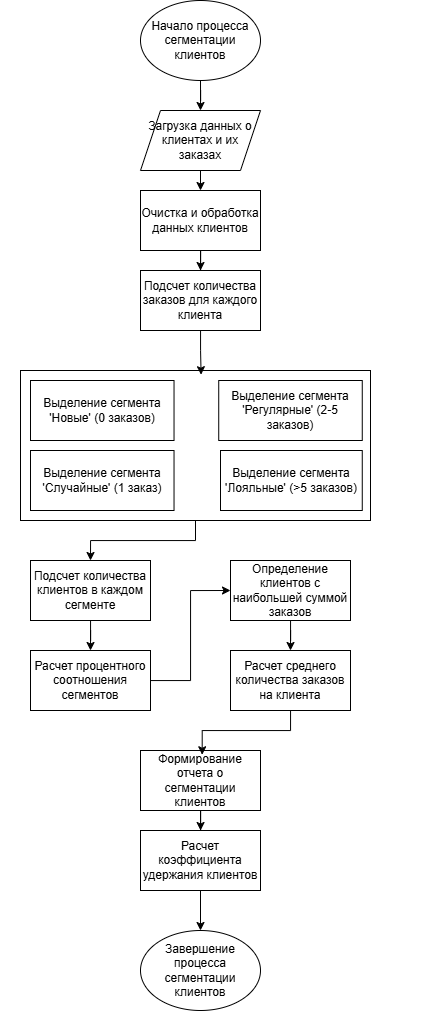 Начало процесса
сегментации
клиентов
Загрузка данных о
клиентах и их
заказах
Очистка и обработка
данных клиентов
Подсчет количества
заказов для каждого
клиента
Выделение сегмента
'Новые' (0 заказов)
Выделение сегмента
'Регулярные' (2-5
заказов)
Выделение сегмента
'Случайные' (1 заказ)
Выделение сегмента
'Лояльные' (>5 заказов)
Подсчет количества
клиентов в каждом
сегменте
Расчет процентного
соотношения
сегментов
Определение
клиентов с
наибольшей суммой
заказов
Расчет среднего
количества заказов
на клиента
Формирование
отчета о
сегментации
клиентов
Расчет
коэффициента
удержания клиентов
Завершение
процесса
сегментации
клиентов